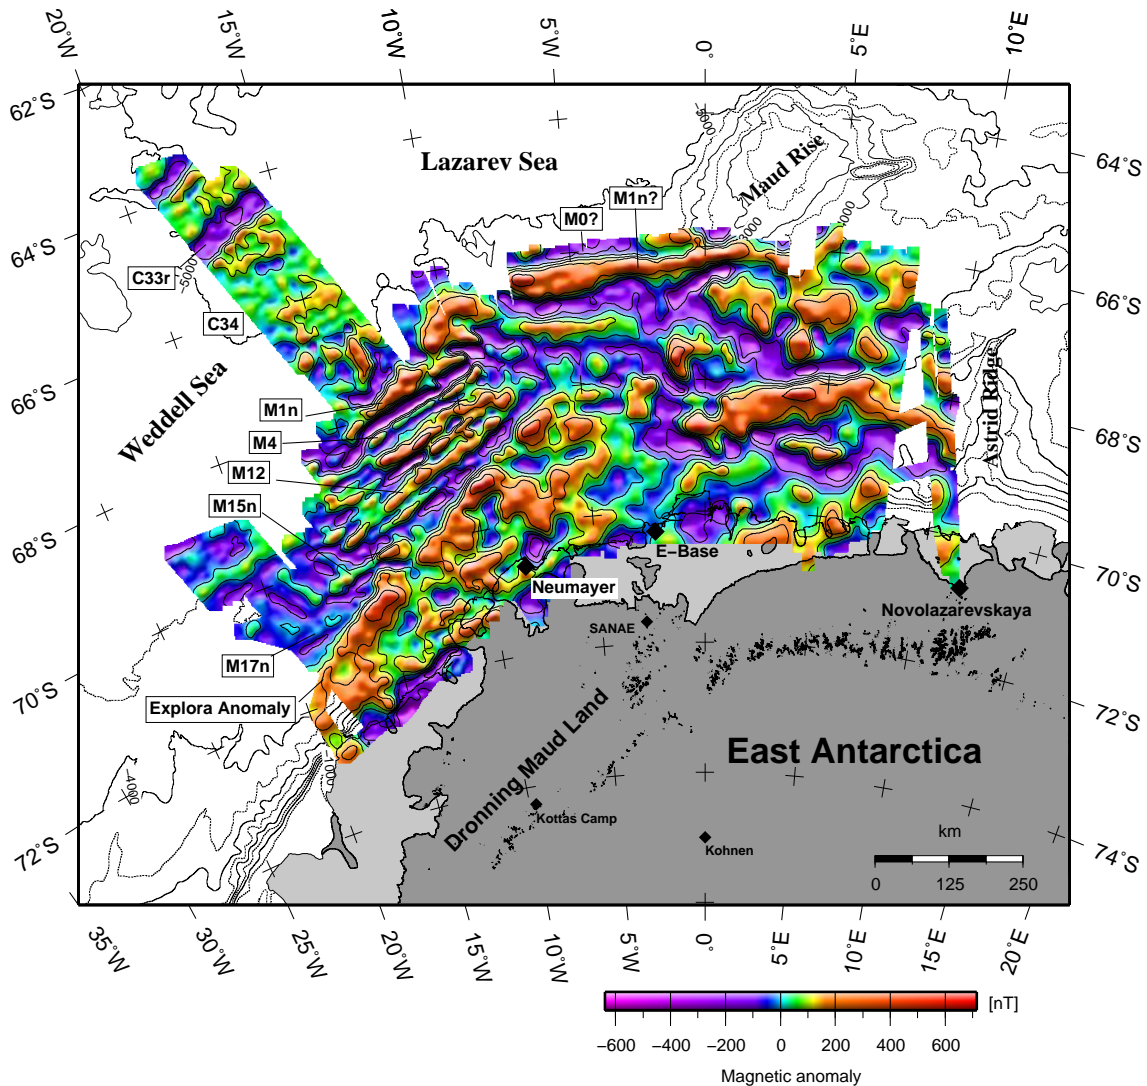 20˚W
15˚W
10˚W
5˚W
0˚
5˚E
10˚E
62˚S
64˚S
66˚S
68˚S
70˚S
72˚S
64˚S
66˚S
68˚S
70˚S
72˚S
74˚S
Lazarev Sea
Maud Rise
Weddell Sea
Astrid Ridge
−5000
−5000
M1n?
M0?
C33r
C34
M1n
M4
M12
M15n
M17n
Explora Anomaly
E−Base
Neumayer
Novolazarevskaya
SANAE
Dronning Maud Land
East Antarctica
Kottas Camp
Kohnen
−1000
−4000
km
0 125 250
35˚W
30˚W
25˚W
20˚W
15˚W
10˚W
5˚W
0˚
5˚E
10˚E
15˚E
20˚E
[nT]
−600 −400 −200 0 200 400 600
Magnetic anomaly